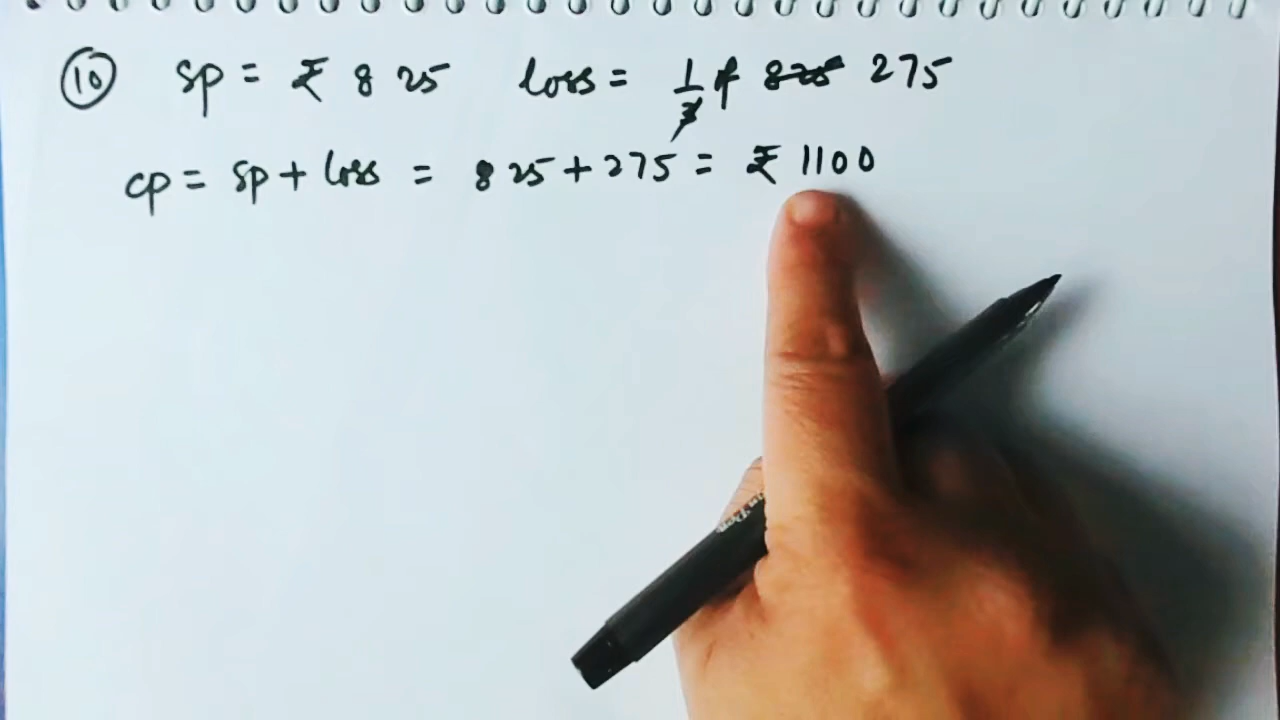 10 SP = ₹ 825 loss = 1/3 of 825 275
CP = SP + loss = 825 + 275 = ₹ 1100